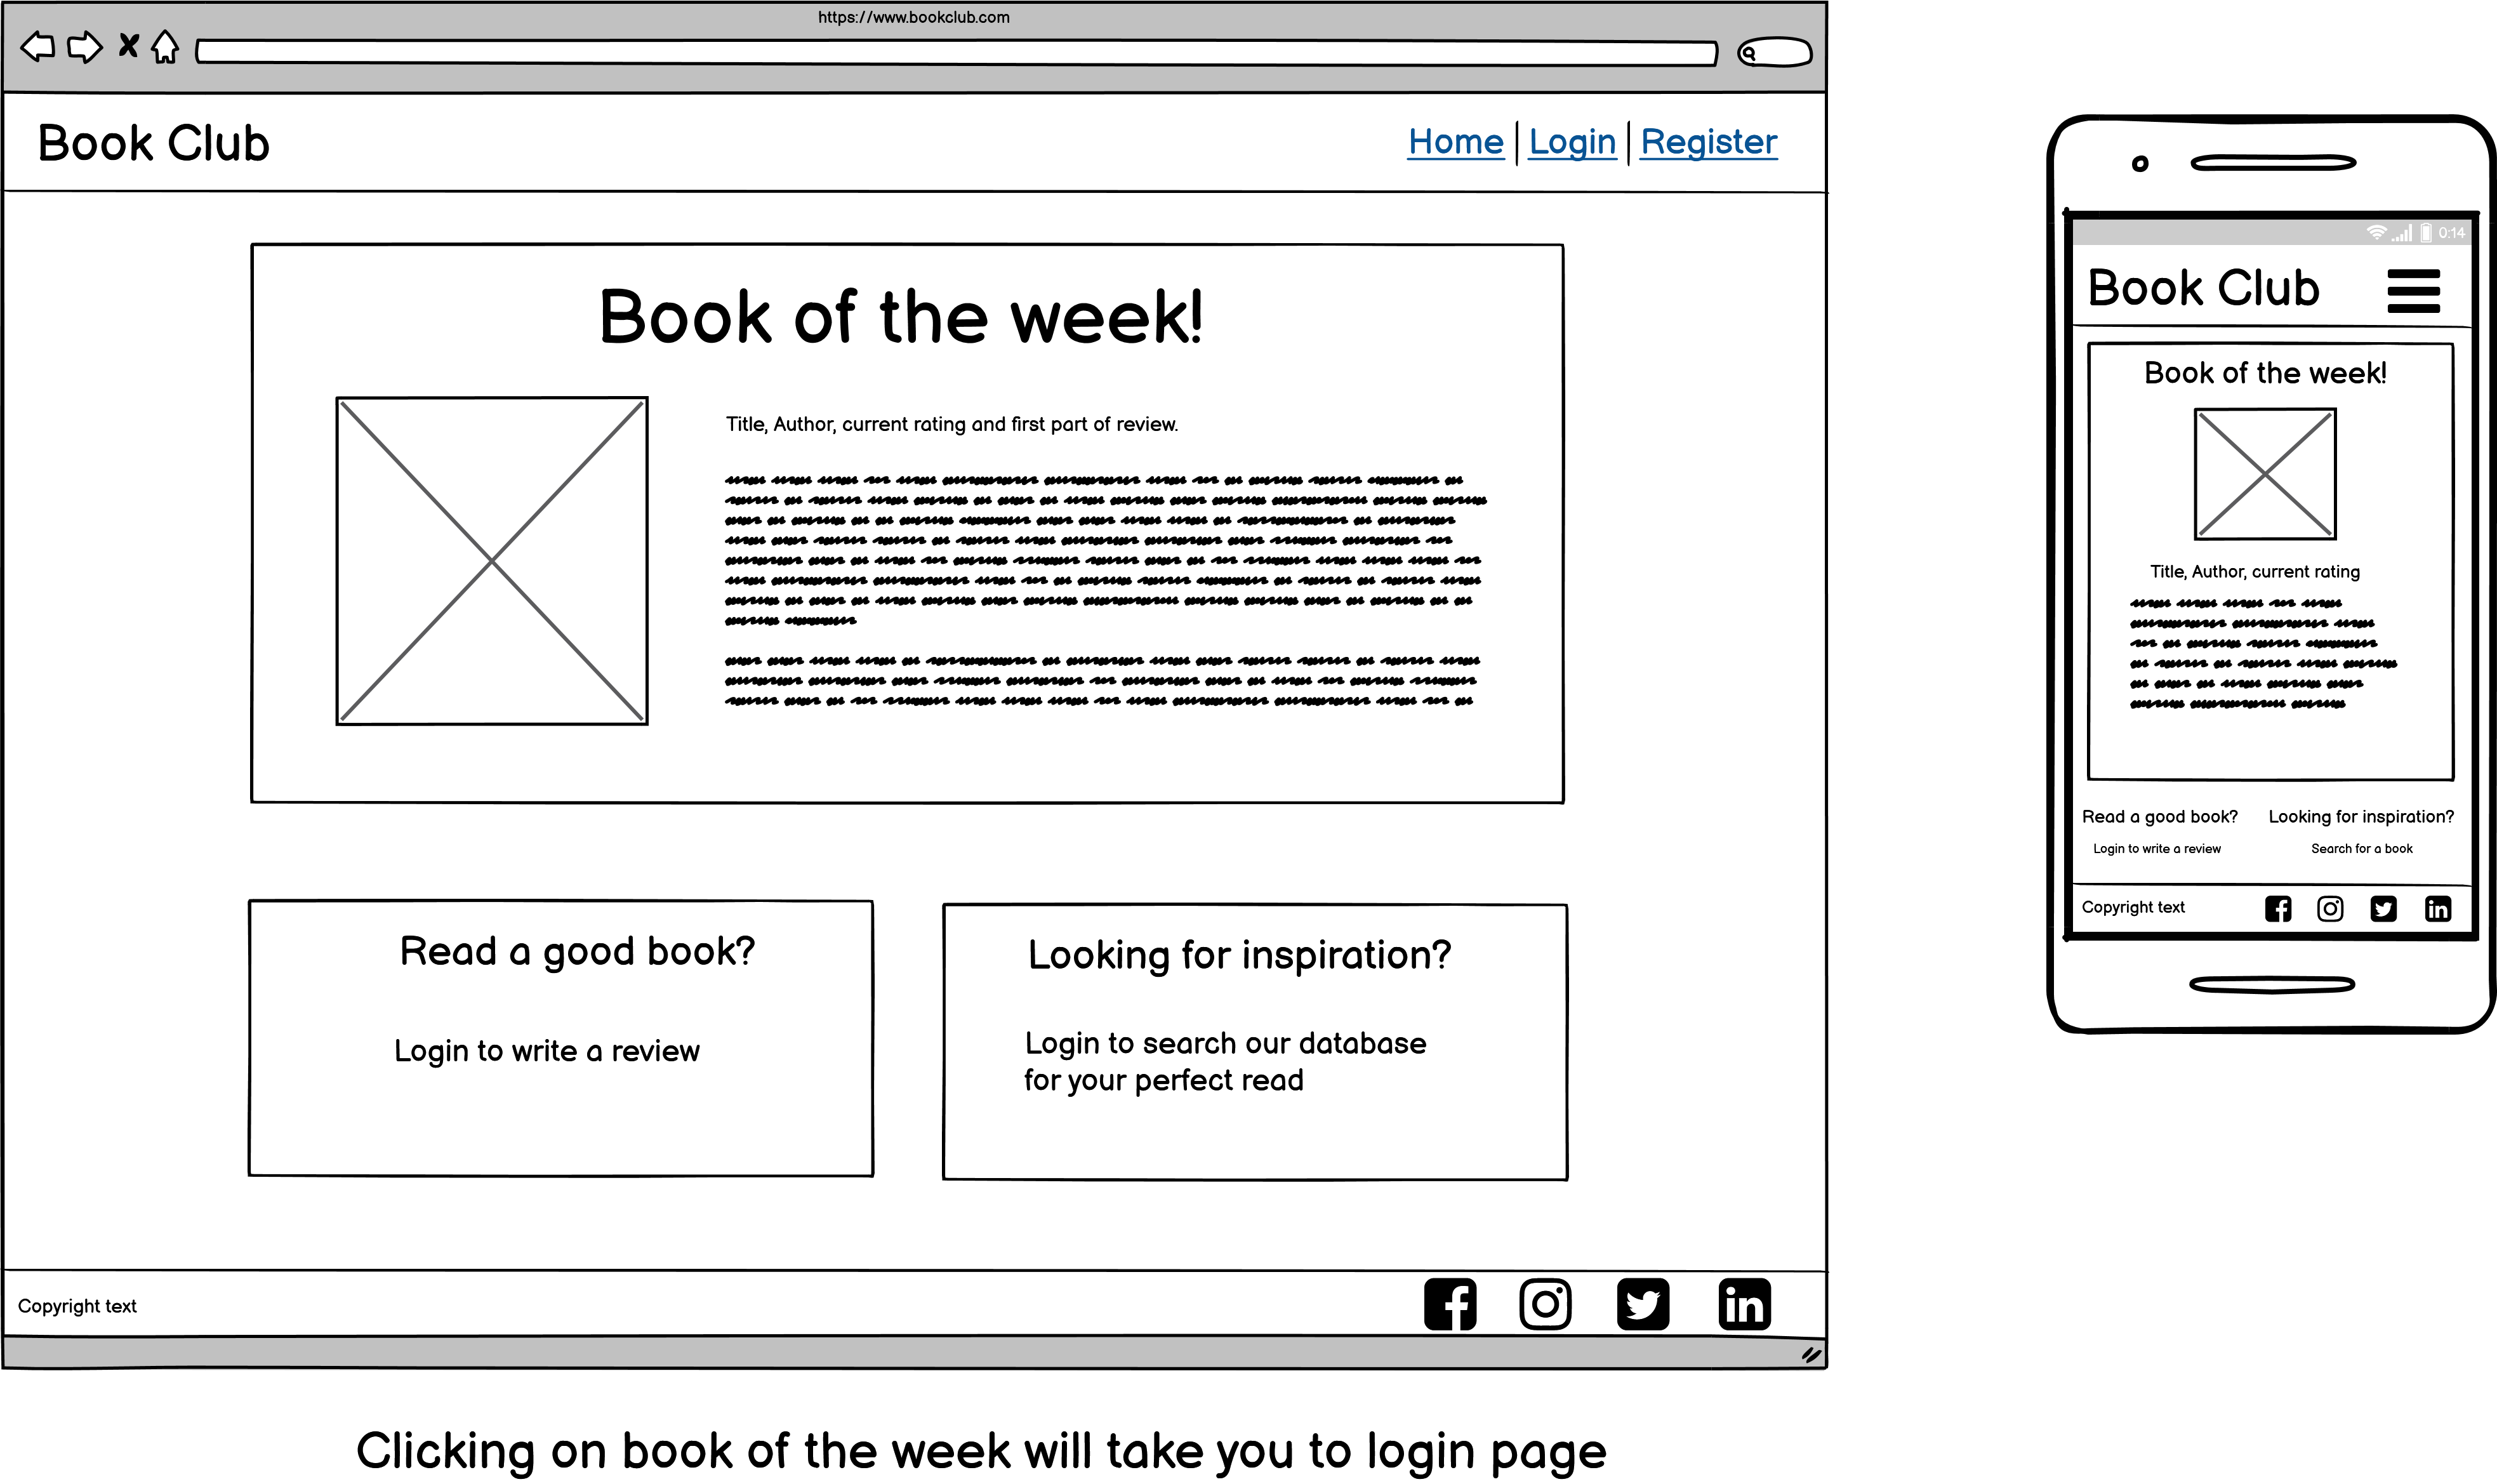 https://www.bookclub.com
Book Club
Home | Login | Register
Book of the week!
Title, Author, current rating and first part of review.
Read a good book?
Login to write a review
Looking for inspiration?
Login to search our database
for your perfect read
Copyright text
Clicking on book of the week will take you to login page
0:14
Book Club
Book of the week!
Title, Author, current rating
Read a good book?
Login to write a review
Looking for inspiration?
Search for a book
Copyright text